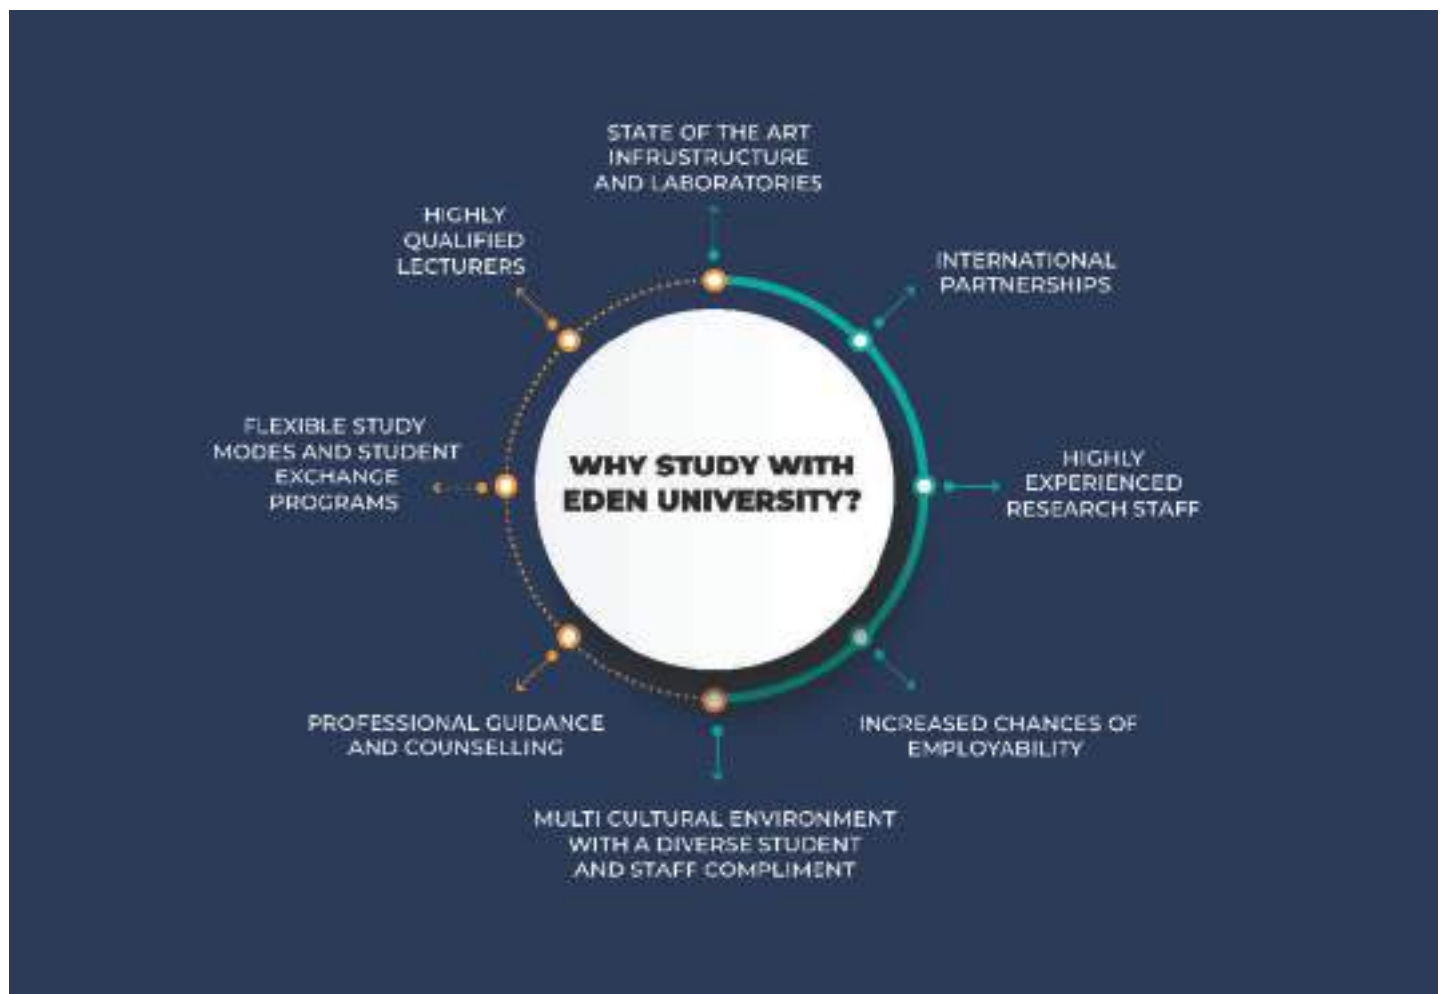 STATE OF THE ART
INFRUSTRUCTURE
AND LABORATORIES
HIGHLY
QUALIFIED
LECTURERS
INTERNATIONAL
PARTNERSHIPS
FLEXIBLE STUDY
MODES AND STUDENT
EXCHANGE
PROGRAMS
WHY STUDY WITH
EDEN UNIVERSITY?
HIGHLY
EXPERIENCED
RESEARCH STAFF
PROFESSIONAL GUIDANCE
AND COUNSELLING
INCREASED CHANCES OF
EMPLOYABILITY
MULTI CULTURAL ENVIRONMENT
WITH A DIVERSE STUDENT
AND STAFF COMPLIMENT